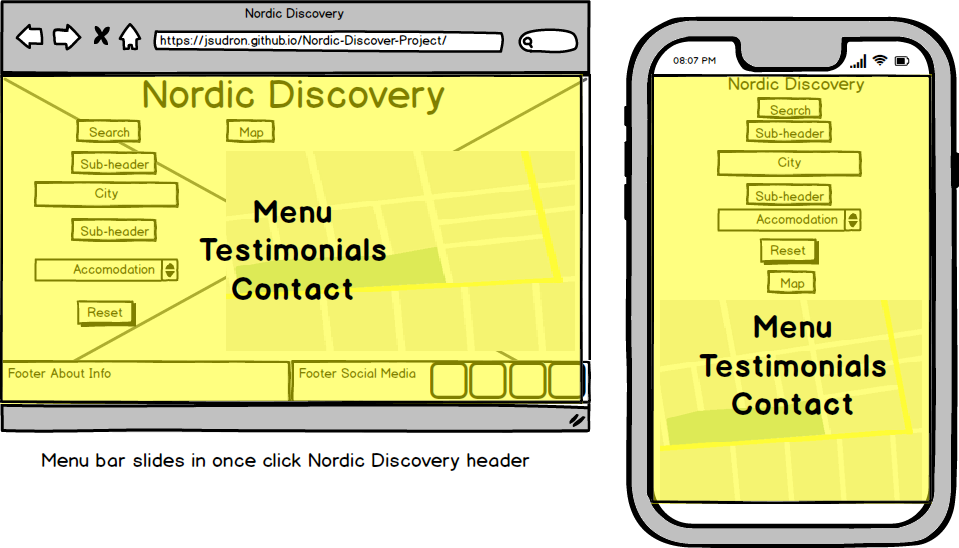 Nordic Discovery
https://jsudron.github.io/Nordic-Discover-Project/
Nordic Discovery
Search
Map
Sub-header
City
Sub-header
Accomodation
Reset
Menu
Testimonials
Contact
Footer About Info
Footer Social Media
Menu bar slides in once click Nordic Discovery header
08:07 PM
Nordic Discovery
Search
Sub-header
City
Sub-header
Accomodation
Reset
Map
Menu
Testimonials
Contact